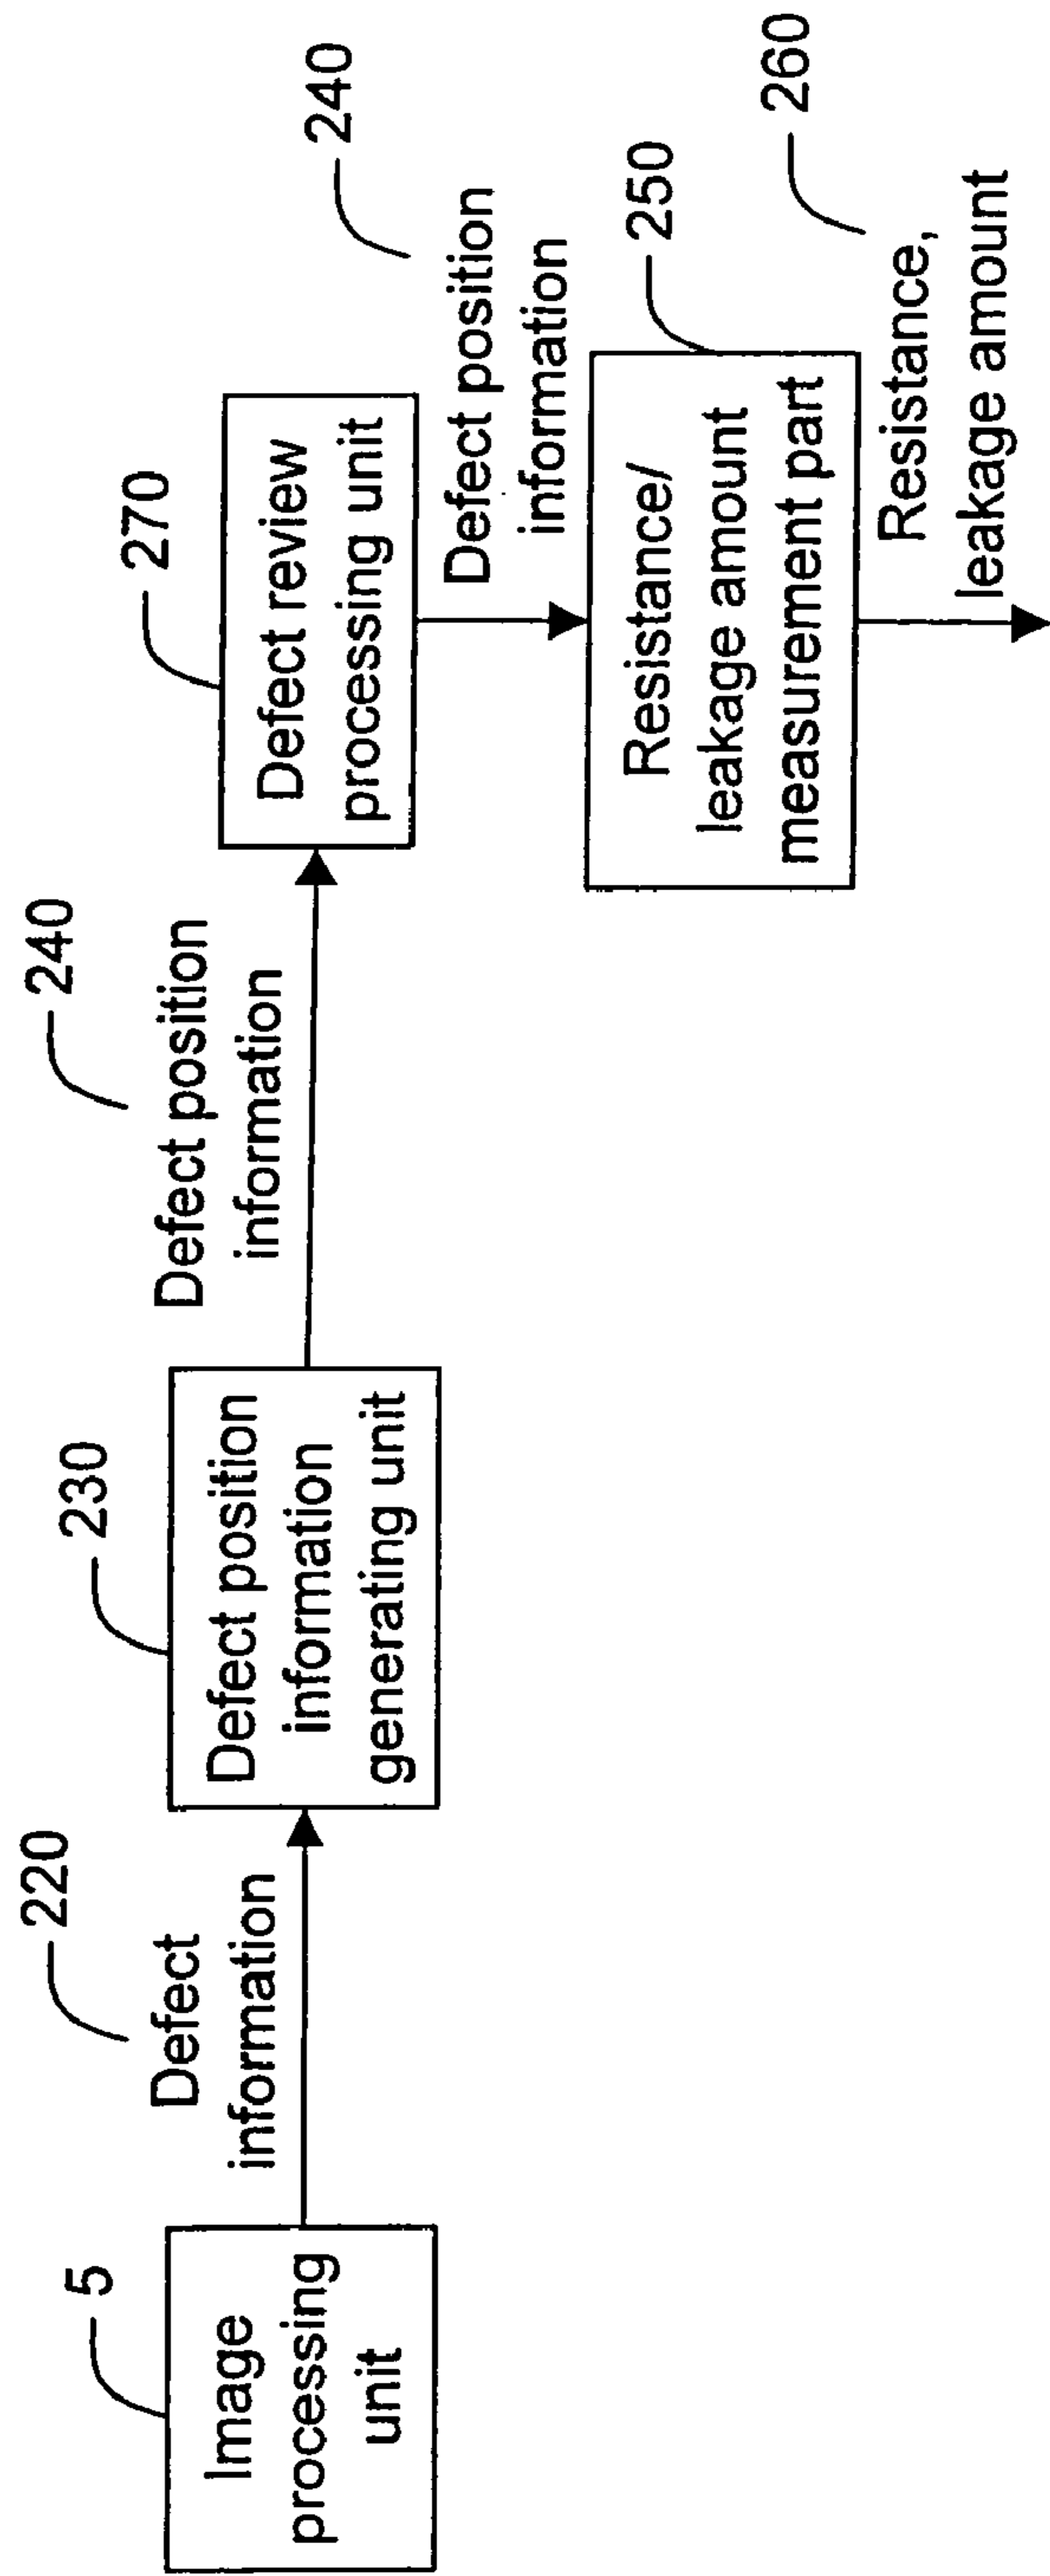 5
Image
processing
unit
220
Defect
information
230
Defect position
information
generating unit
240
Defect position
information
270
Defect review
processing unit
240
Defect position
information
250
Resistance/
leakage amount
measurement part
260
Resistance,
leakage amount